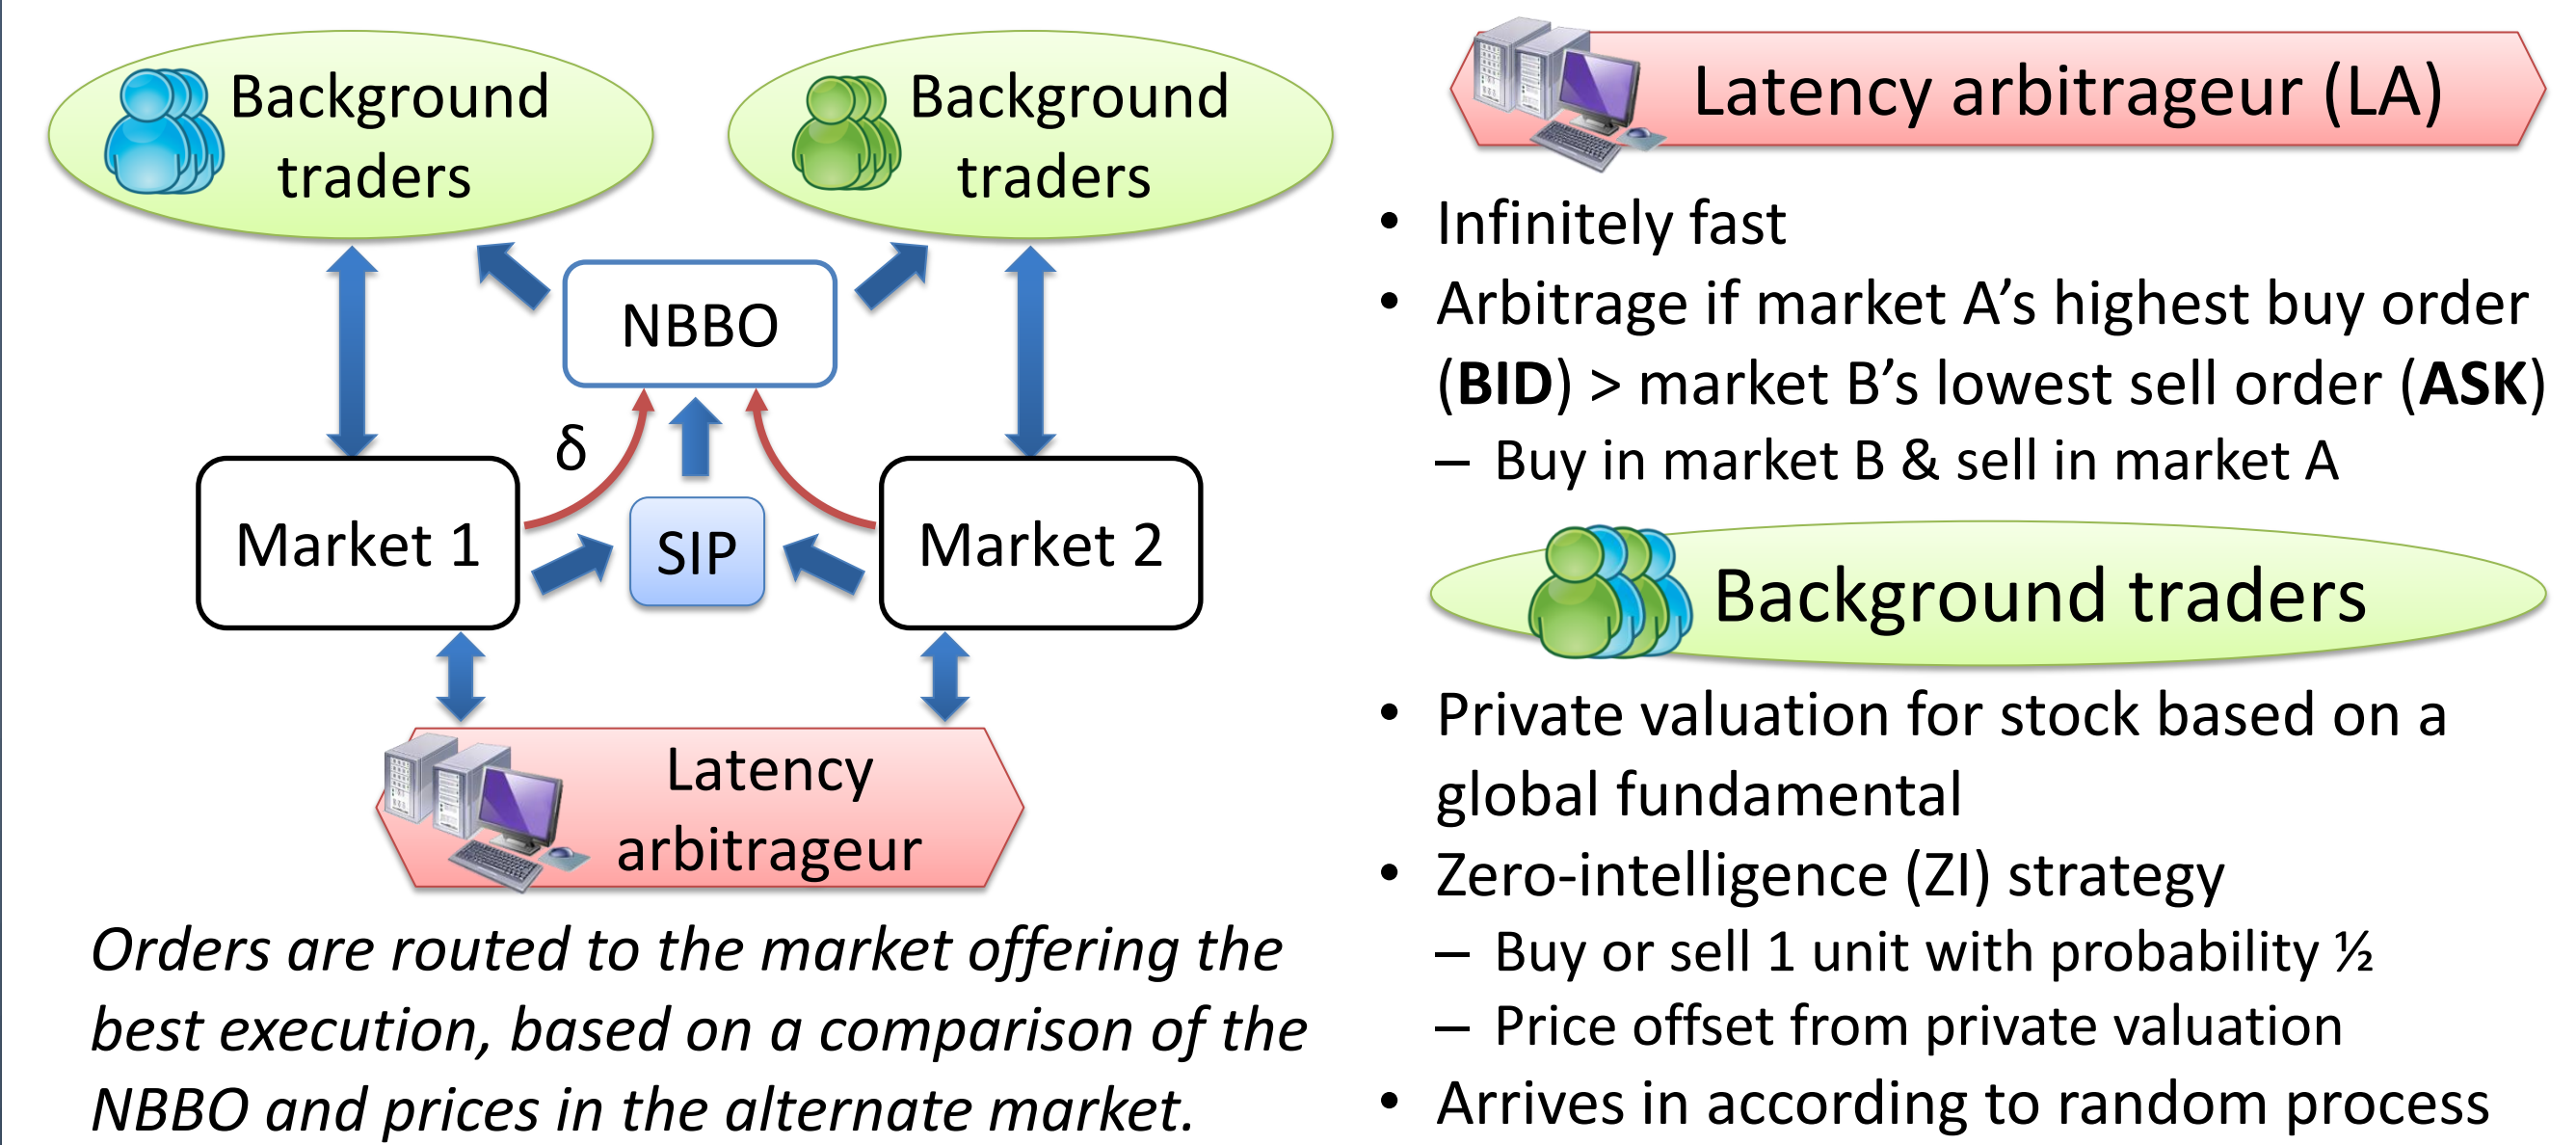 Background
traders
Background
traders
NBBO
δ
Market 1
SIP
Market 2
Latency
arbitrageur
Orders are routed to the market offering the
best execution, based on a comparison of the
NBBO and prices in the alternate market.
Latency arbitrageur (LA)
• Infinitely fast
• Arbitrage if market A’s highest buy order
(BID) > market B’s lowest sell order (ASK)
– Buy in market B & sell in market A
Background traders
• Private valuation for stock based on a
global fundamental
• Zero-intelligence (ZI) strategy
– Buy or sell 1 unit with probability ½
– Price offset from private valuation
• Arrives in according to random process